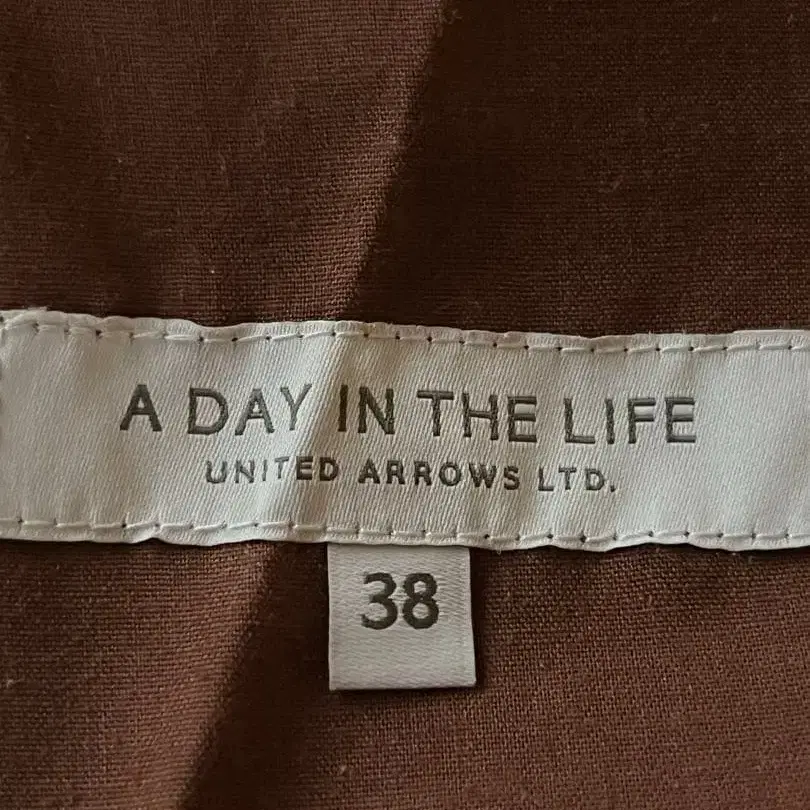 A DAY IN THE LIFE
UNITED ARROWS LTD.
38